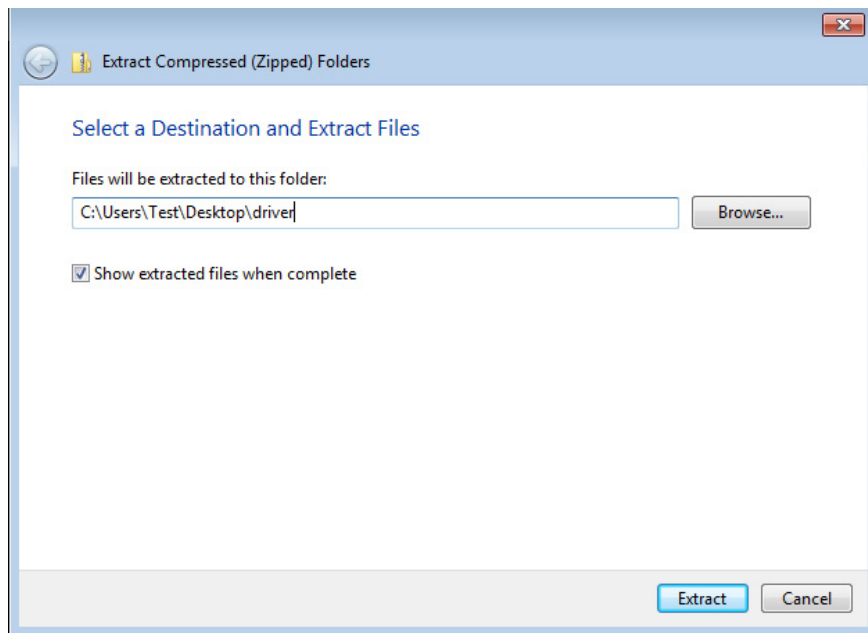 Extract Compressed (Zipped) Folders
Select a Destination and Extract Files
Files will be extracted to this folder:
C:\Users\Test\Desktop\driver
Browse...
Show extracted files when complete
Extract
Cancel